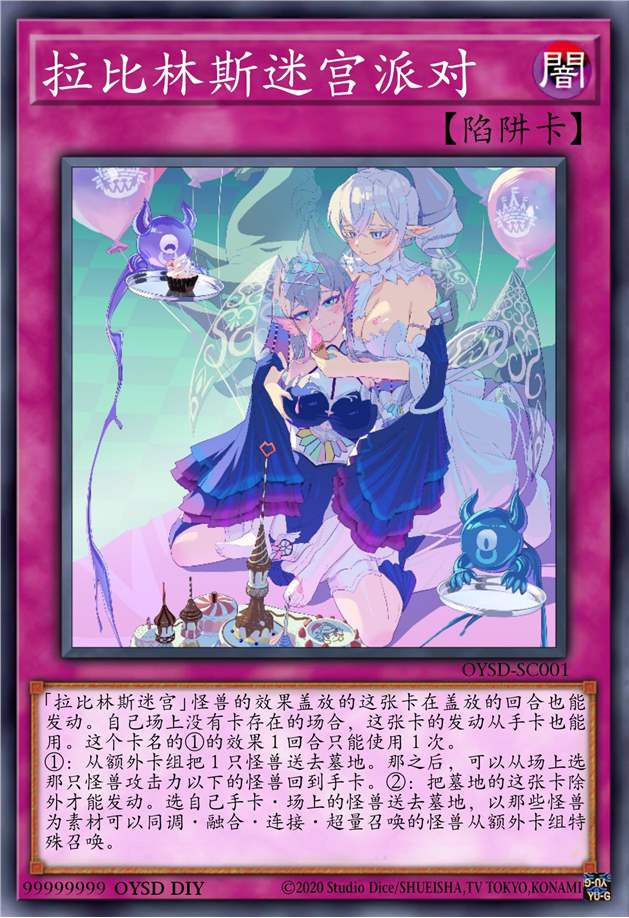 拉比林斯迷宫派对
闇
【陷阱卡】
8
OYSD-SC001
「拉比林斯迷宫」怪兽的效果盖放的这张卡在盖放的回合也能
发动。自己场上没有卡存在的场合，这张卡的发动从手卡也能
用。这个卡名的①的效果1回合只能使用1次。
①：从额外卡组把1只怪兽送去墓地。那之后，可以从场上选
那只怪兽攻击力以下的怪兽回到手卡。②：把墓地的这张卡除
外才能发动。选自己手卡·场上的怪兽送去墓地，以那些怪兽
为素材可以同调·融合·连接·超量召唤的怪兽从额外卡组特
殊召唤。
99999999 OYSD DIY ©2020 Studio Dice/SHUEISHA,TV TOKYO,KONAMI